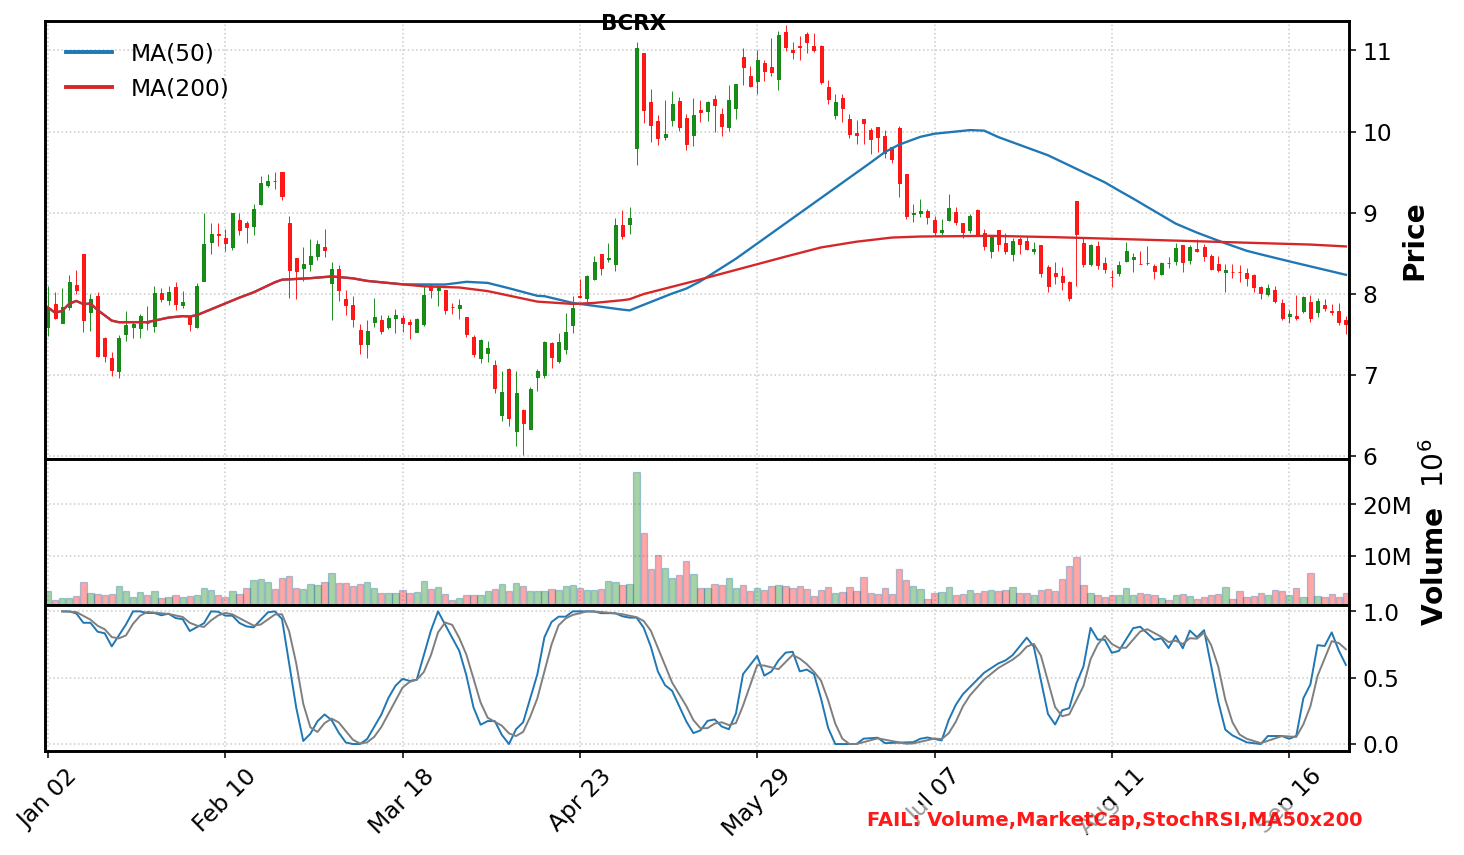 BCRX
MA(50)
MA(200)
11
10
9
8
7
6
Price
20M
10M
Volume 10⁶
1.0
0.5
0.0
Jan 02
Feb 10
Mar 18
Apr 23
May 29
Jul 07
Aug 11
Sep 16
FAIL: Volume,MarketCap,StochRSI,MA50x200